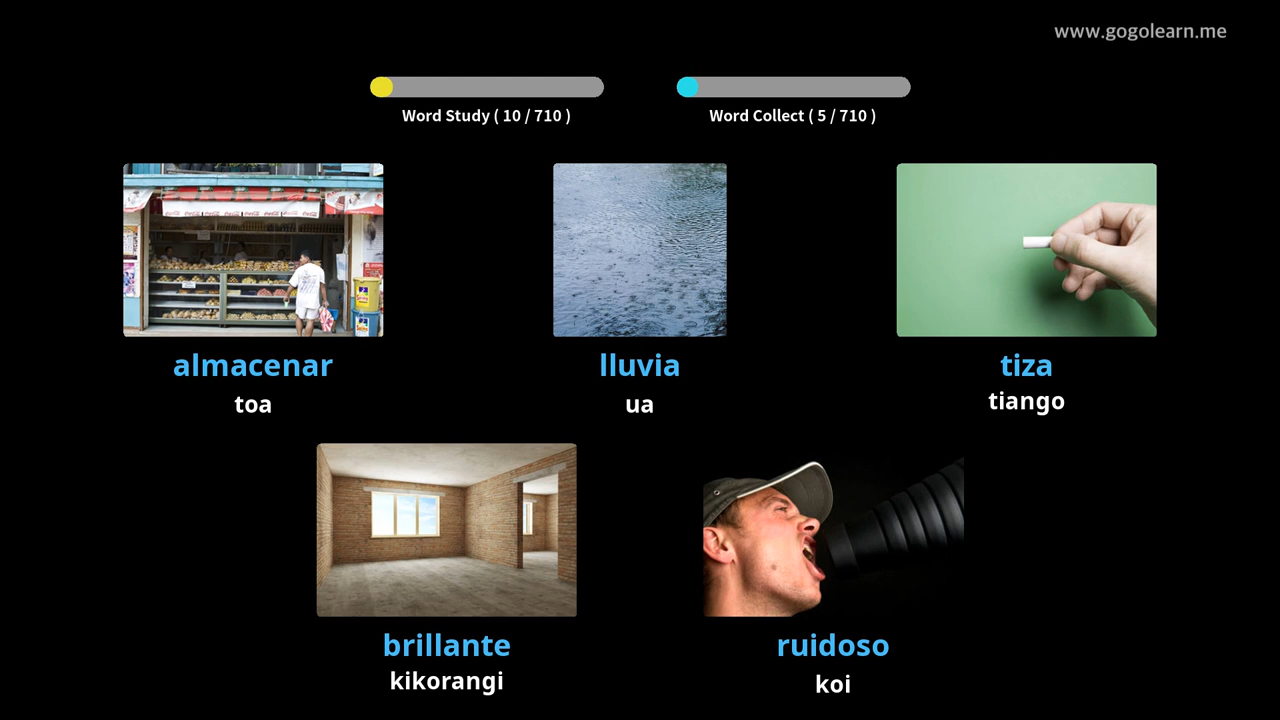 www.gogolearn.me
Word Study ( 10 / 710 )
Word Collect ( 5 / 710 )
almacenar
toa
lluvia
ua
tiza
tiango
brillante
kikorangi
ruidoso
koi